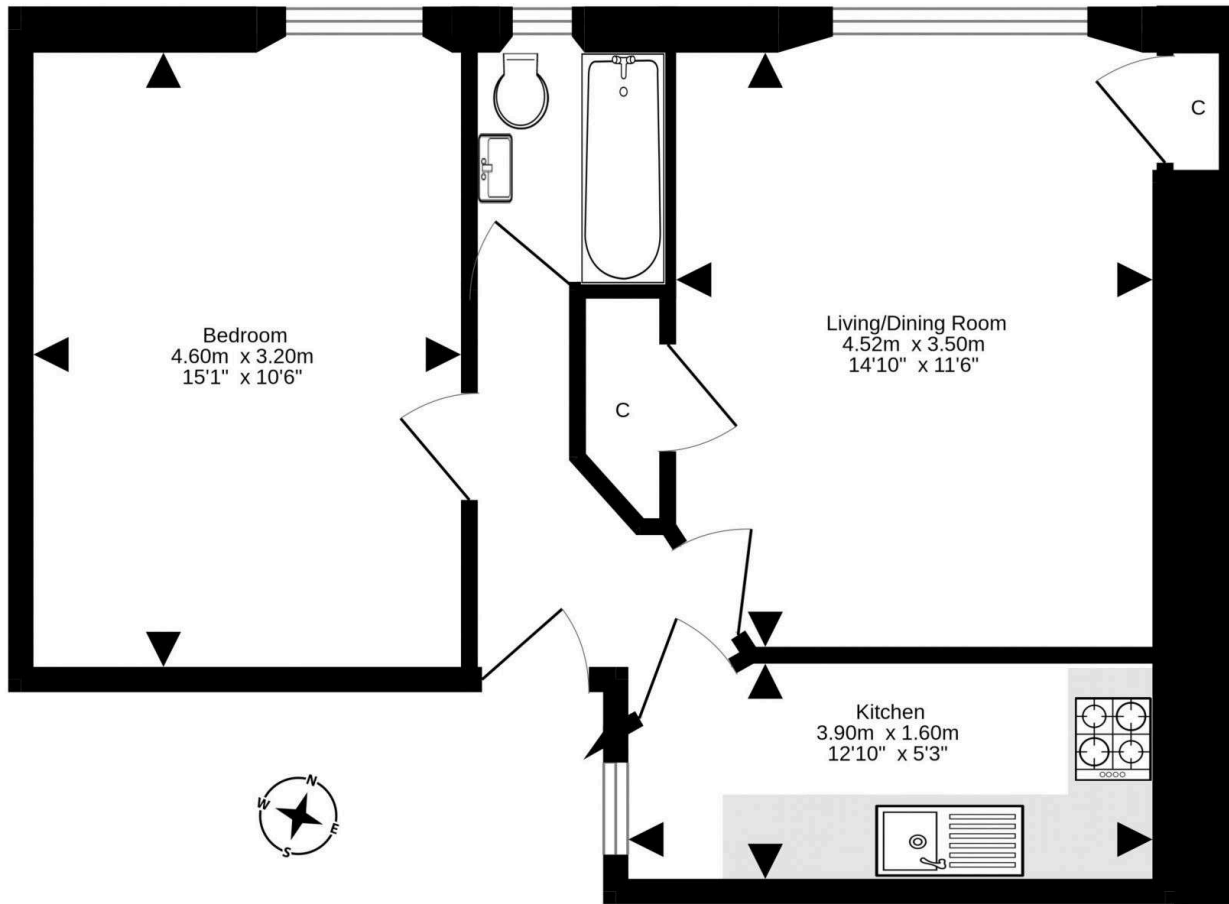 C
Living/Dining Room
4.52m x 3.50m
14'10" x 11'6"
Bedroom
4.60m x 3.20m
15'1" x 10'6"
C
Kitchen
3.90m x 1.60m
12'10" x 5'3"
N
W
E
S